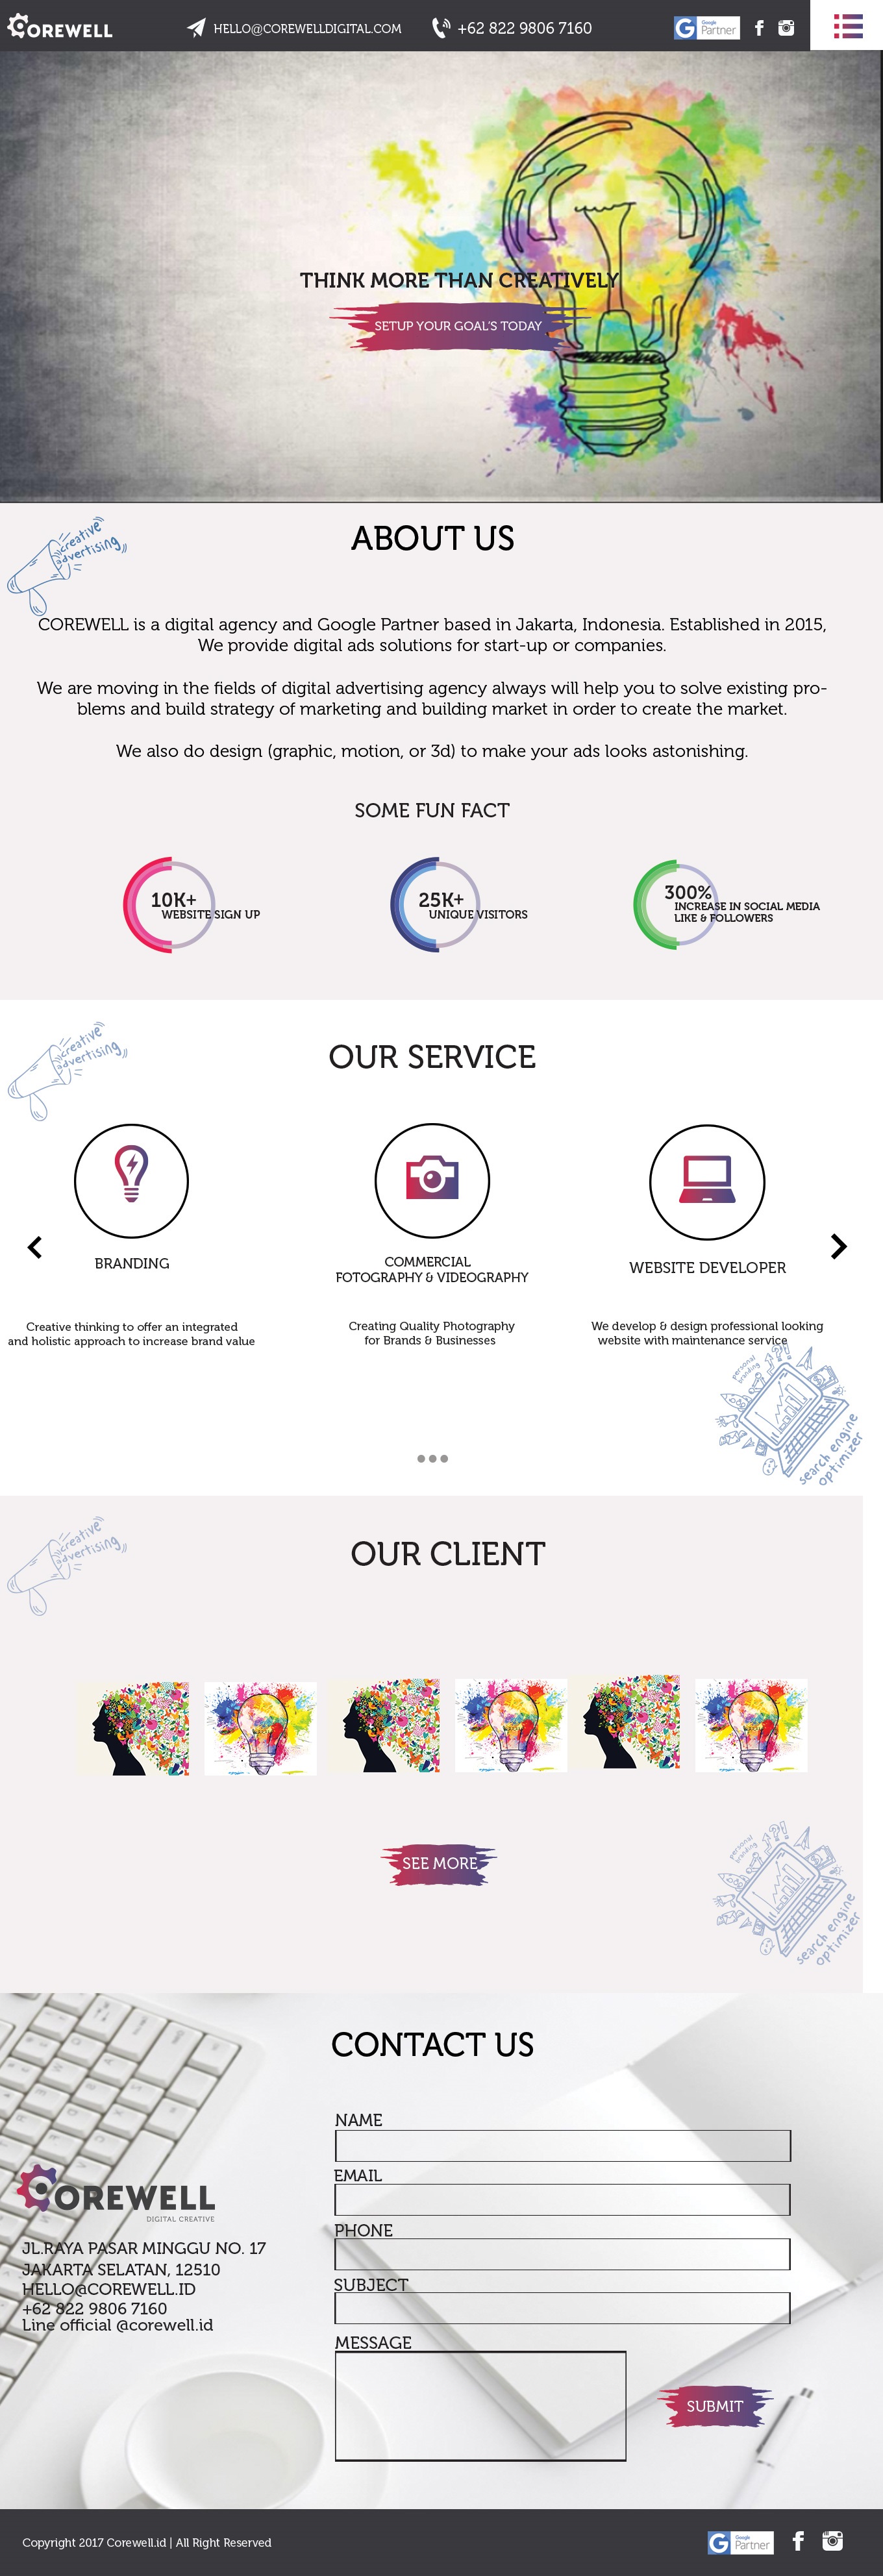 COREWELL
HELLO@COREWELLDIGITAL.COM
+62 822 9806 7160
G Google Partner
THINK MORE THAN CREATIVELY
SETUP YOUR GOAL'S TODAY
creative
advertising
ABOUT US
COREWELL is a digital agency and Google Partner based in Jakarta, Indonesia. Established in 2015,
We provide digital ads solutions for start-up or companies.
We are moving in the fields of digital advertising agency always will help you to solve existing pro-
blems and build strategy of marketing and building market in order to create the market.
We also do design (graphic, motion, or 3d) to make your ads looks astonishing.
SOME FUN FACT
10K+
WEBSITE SIGN UP
25K+
UNIQUE VISITORS
300%
INCREASE IN SOCIAL MEDIA
LIKE & FOLLOWERS
creative
advertising
OUR SERVICE
BRANDING
Creative thinking to offer an integrated
and holistic approach to increase brand value
COMMERCIAL
FOTOGRAPHY & VIDEOGRAPHY
Creating Quality Photography
for Brands & Businesses
WEBSITE DEVELOPER
We develop & design professional looking
website with maintenance service
personal
branding
search engine
optimizer
creative
advertising
OUR CLIENT
SEE MORE
personal
branding
search engine
optimizer
CONTACT US
COREWELL
DIGITAL CREATIVE
JL.RAYA PASAR MINGGU NO. 17
JAKARTA SELATAN, 12510
HELLO@COREWELL.ID
+62 822 9806 7160
Line official @corewell.id
NAME
EMAIL
PHONE
SUBJECT
MESSAGE
SUBMIT
Copyright 2017 Corewell.id | All Right Reserved
G Google Partner